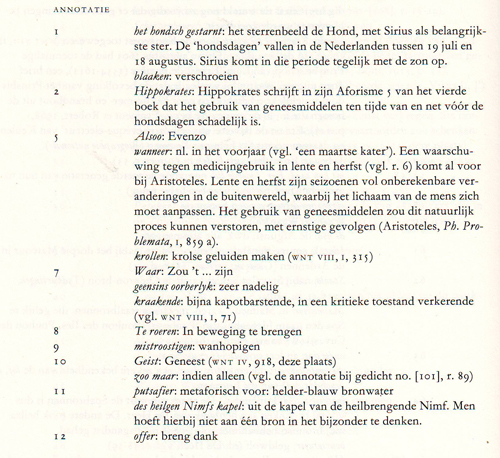 ANNOTATIE
1 het hondsch gestarnt: het sterrenbeeld de Hond, met Sirius als belangrijk-
ste ster. De ‘hondsdagen’ vallen in de Nederlanden tussen 19 juli en
18 augustus. Sirius komt in die periode tegelijk met de zon op.
blaaken: verschroeien
2 Hippokrates: Hippokrates schrijft in zijn Aforisme 5 van het vierde
boek dat het gebruik van geneesmiddelen ten tijde van en net vóór de
hondsdagen schadelijk is.
5 Alsoo: Evenzo
wanneer: nl. in het voorjaar (vgl. ‘een maartse kater’). Een waarschu-
wing tegen medicijngebruik in lente en herfst (vgl. r. 6) komt al voor
bij Aristoteles. Lente en herfst zijn seizoenen vol onberekenbare ver-
anderingen in de buitenwereld, waarbij het lichaam van de mens zich
moet aanpassen. Het gebruik van geneesmiddelen zou dit natuurlijk
proces kunnen verstoren, met ernstige gevolgen (Aristoteles, Ph. Pro-
blemata, 1, 859 a).
krollen: krolse geluiden maken (WNT VIII, 1, 315)
7 Waar: Zou ’t ... zijn
geensins oorberlyk: zeer nadelig
kraakende: bijna kapotbarstende, in een kritieke toestand verkerende
(vgl. WNT VIII, 1, 71)
8 Te roeren: In beweging te brengen
9 mistroostigen: wanhopigen
10 Geist: Geneest (WNT IV, 918, deze plaats)
zoo maar: indien alleen (vgl. de annotatie bij gedicht no. [101], r. 89)
11 putsafier: metaforisch voor: helder-blauw bronwater
des heilgen Nimfs kapel: uit de kapel van de heilbrengende Nimf. Men
hoeft hierbij niet aan één bron in het bijzonder te denken.
12 offer: breng dank